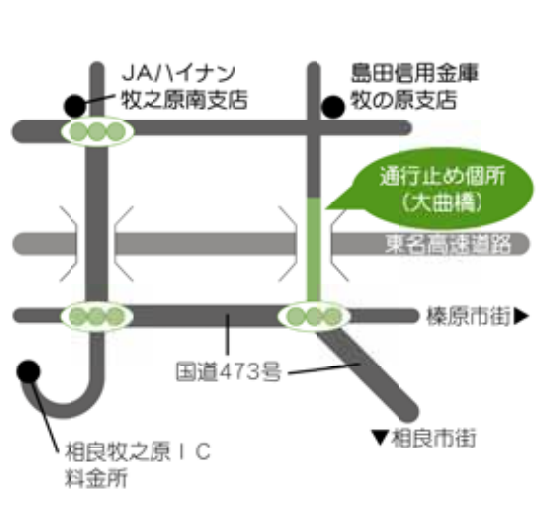 JAハイナン
牧之原南支店
島田信用金庫
牧の原支店
通行止め個所
（大曲橋）
東名高速道路
榛原市街▶
国道473号
▼相良市街
相良牧之原IC
料金所